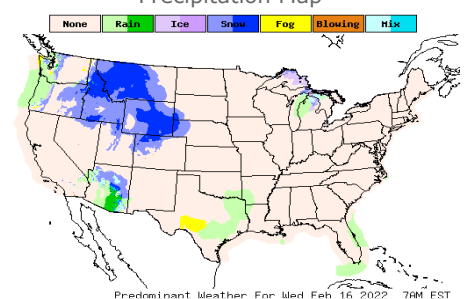 Precipitation Map
None Rain Ice Snow Fog Blowing Mix
Predominant Weather For Wed Feb 16 2022 7AM EST